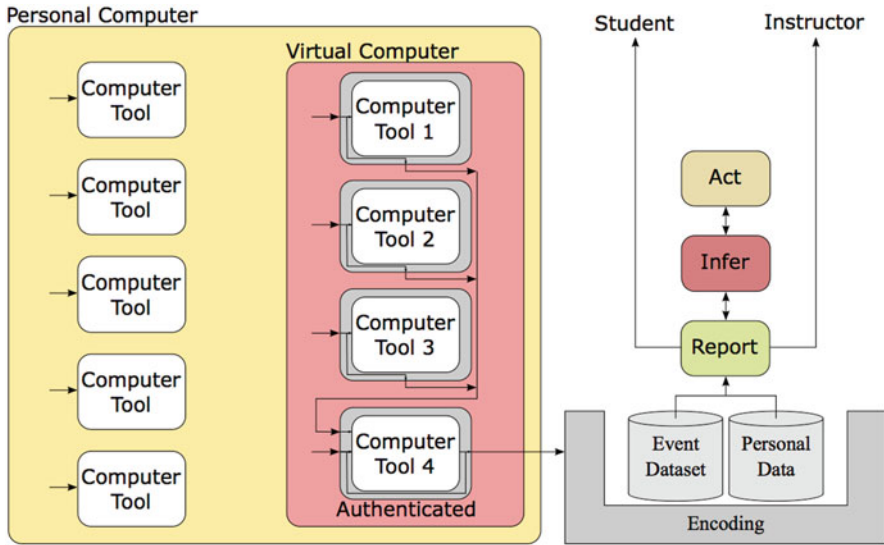 Personal Computer
Computer
Tool
Computer
Tool
Computer
Tool
Computer
Tool
Computer
Tool
Virtual Computer
Computer
Tool 1
Computer
Tool 2
Computer
Tool 3
Computer
Tool 4
Authenticated
Student
Instructor
Act
Infer
Report
Event
Dataset
Personal
Data
Encoding